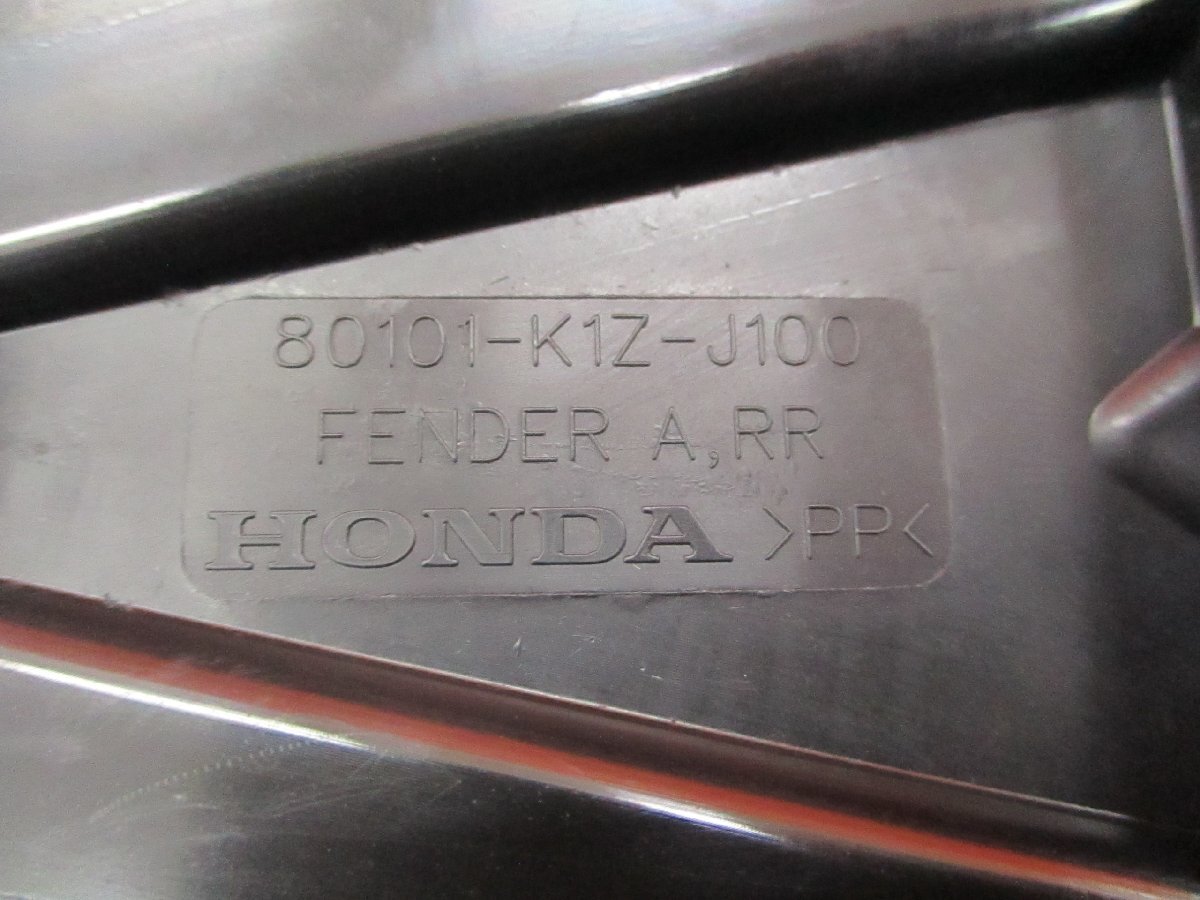 80101-K1Z-J100
FENDER A,RR
HONDA >PP<